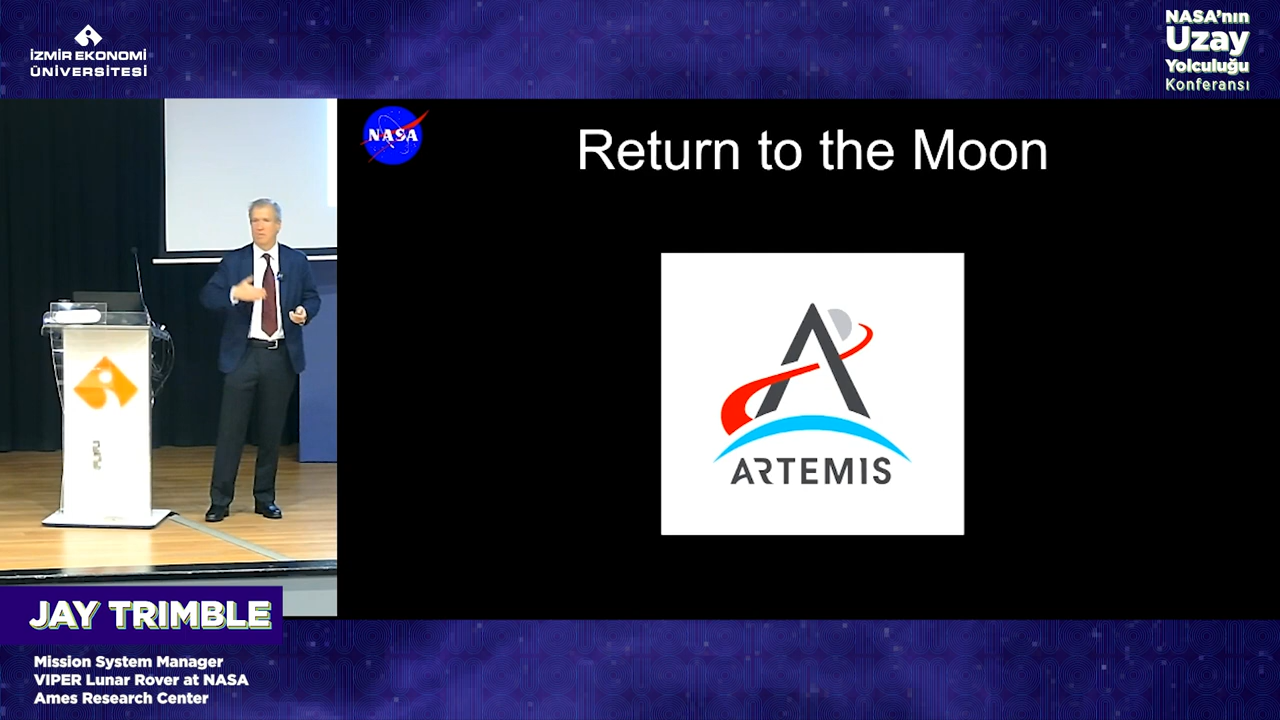 İZMİR EKONOMİ
ÜNİVERSİTESİ
NASA'nın
Uzay
Yolculuğu
Konferansı
NASA
Return to the Moon
ARTEMIS
JAY TRIMBLE
Mission System Manager
VIPER Lunar Rover at NASA
Ames Research Center